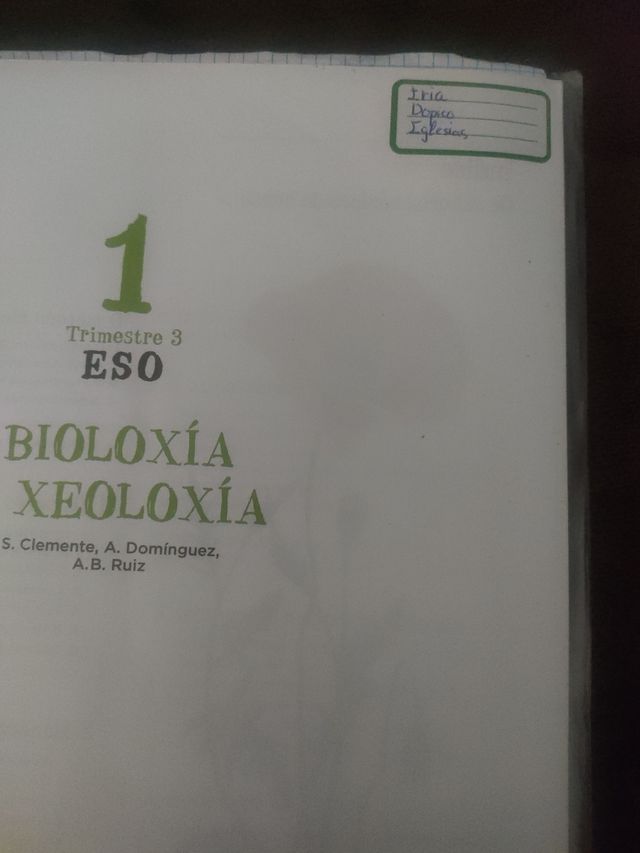 Iria
Dopico
Iglesias
1
Trimestre 3
ESO
BIOLOXÍA
XEOLOXÍA
S. Clemente, A. Domínguez,
A.B. Ruiz